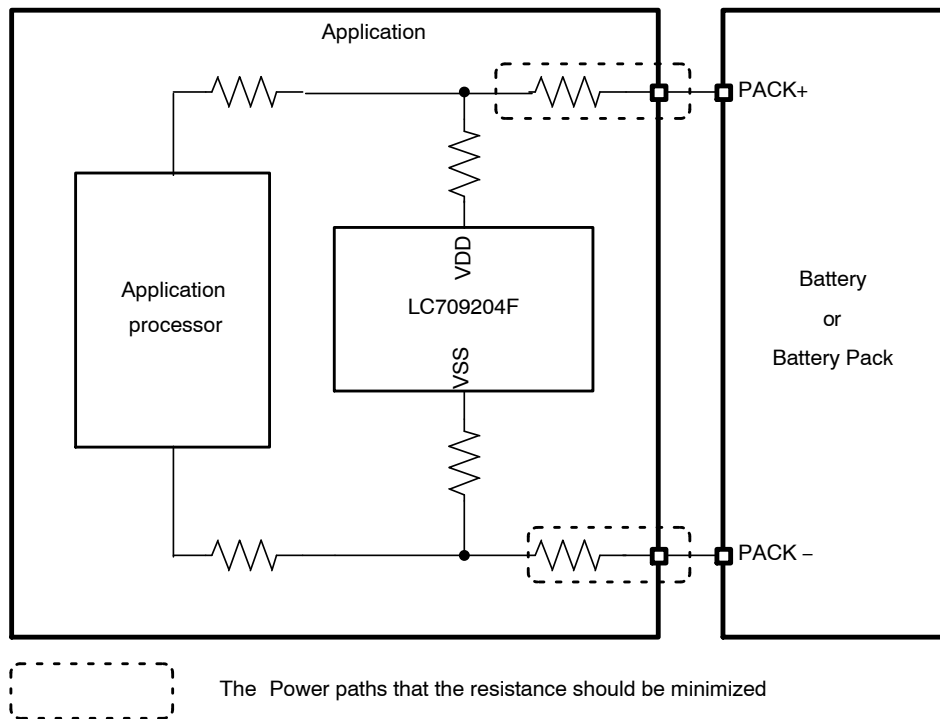 Application
PACK+
VDD
LC709204F
VSS
Application
processor
Battery
or
Battery Pack
PACK –
The Power paths that the resistance should be minimized